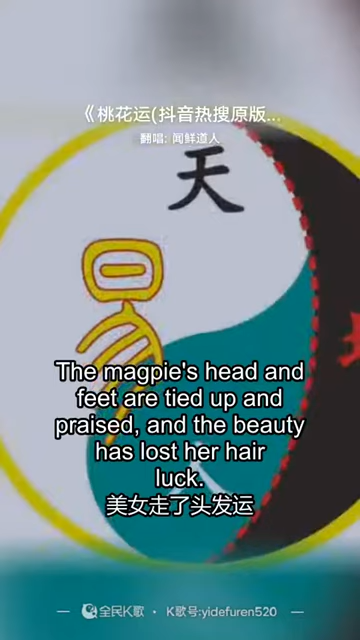 《桃花运(抖音热搜原版...
翻唱: 闻鲜道人
天
易
The magpie's head and
feet are tied up and
praised, and the beauty
has lost her hair
luck.
美女走了头发运
全民K歌 · K歌号:yidefuren520